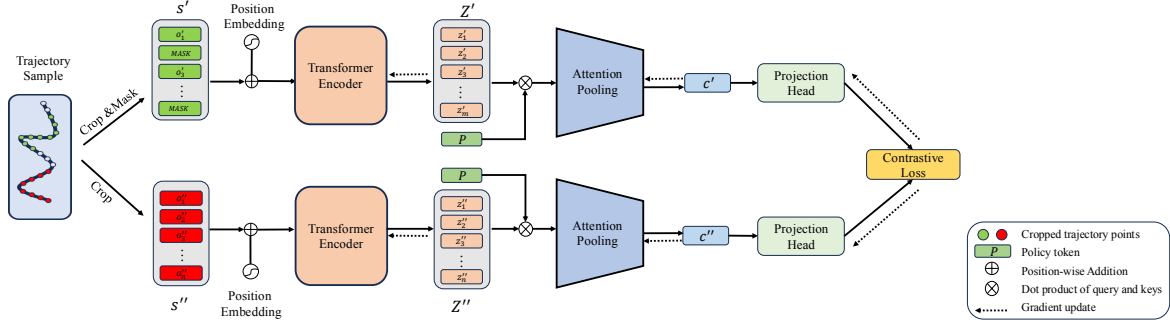 Trajectory
Sample
Crop &Mask
Crop
s′
o′₁
MASK
o′₃
⋮
MASK
Position
Embedding
Transformer
Encoder
Z′
z′₁
z′₂
z′₃
⋮
z′ₘ
P
Attention
Pooling
c′
Projection
Head
Contrastive
Loss
o′′₁
o′′₂
⋮
o′′ₙ
s′′
Position
Embedding
Transformer
Encoder
P
z′′₁
z′′₂
z′′₃
⋮
z′′ₙ
Z′′
Attention
Pooling
c′′
Projection
Head
Cropped trajectory points
P Policy token
Position-wise Addition
Dot product of query and keys
Gradient update